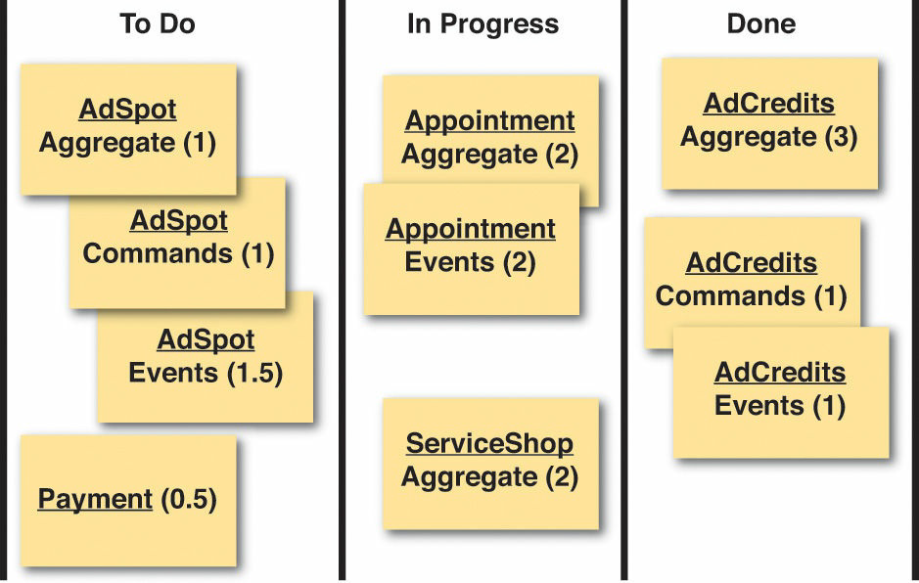 To Do
AdSpot
Aggregate (1)
AdSpot
Commands (1)
AdSpot
Events (1.5)
Payment (0.5)
In Progress
Appointment
Aggregate (2)
Appointment
Events (2)
ServiceShop
Aggregate (2)
Done
AdCredits
Aggregate (3)
AdCredits
Commands (1)
AdCredits
Events (1)